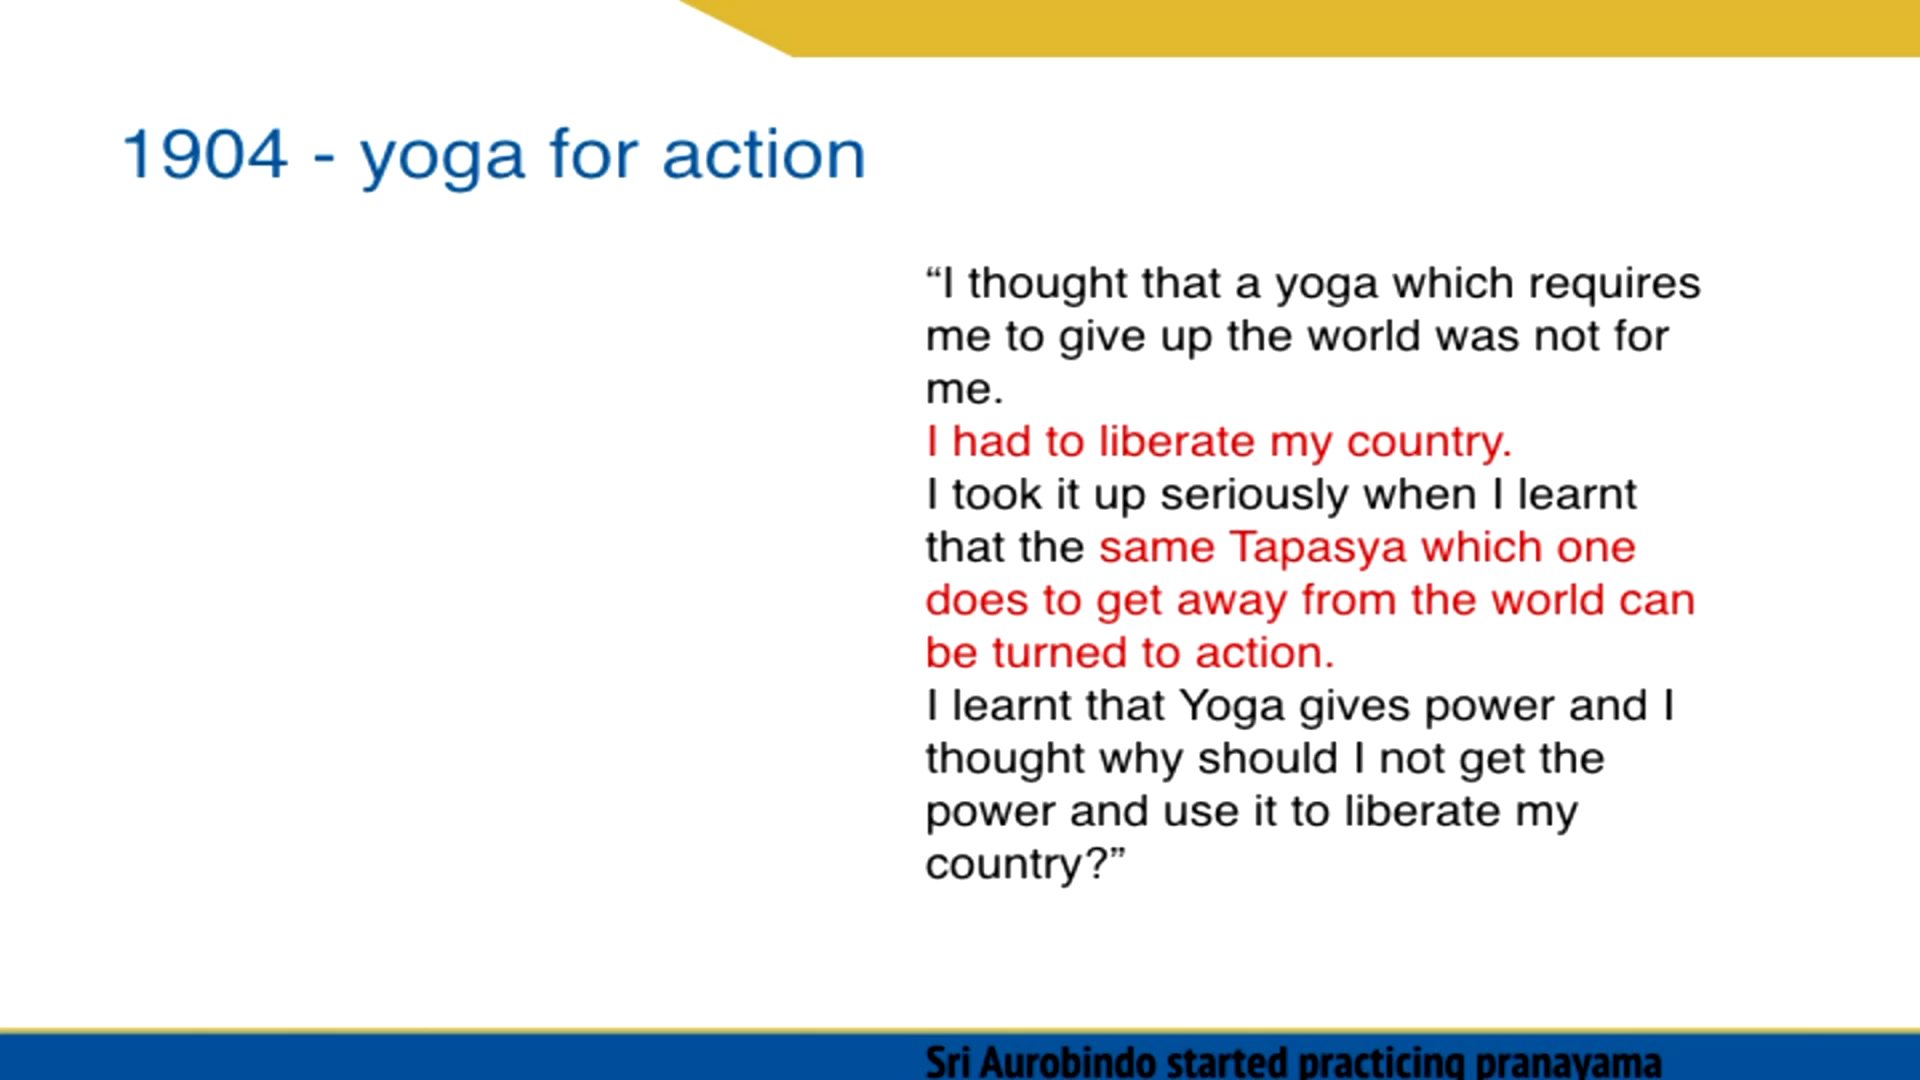 1904 - yoga for action
“I thought that a yoga which requires
me to give up the world was not for
me.
I had to liberate my country.
I took it up seriously when I learnt
that the same Tapasya which one
does to get away from the world can
be turned to action.
I learnt that Yoga gives power and I
thought why should I not get the
power and use it to liberate my
country?”
Sri Aurobindo started practicing pranayama